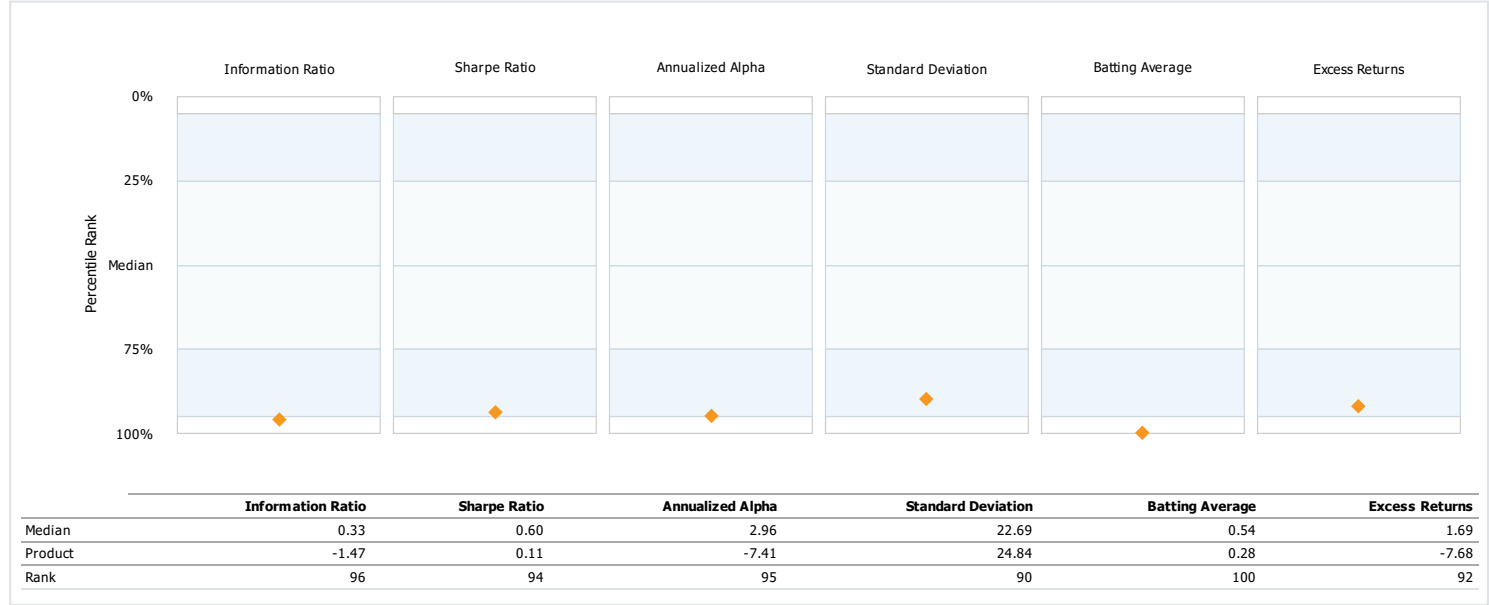 Information Ratio Sharpe Ratio Annualized Alpha Standard Deviation Batting Average Excess Returns
0%
25%
Percentile Rank
Median
75%
100%
Information Ratio Sharpe Ratio Annualized Alpha Standard Deviation Batting Average Excess Returns
Median 0.33 0.60 2.96 22.69 0.54 1.69
Product -1.47 0.11 -7.41 24.84 0.28 -7.68
Rank 96 94 95 90 100 92